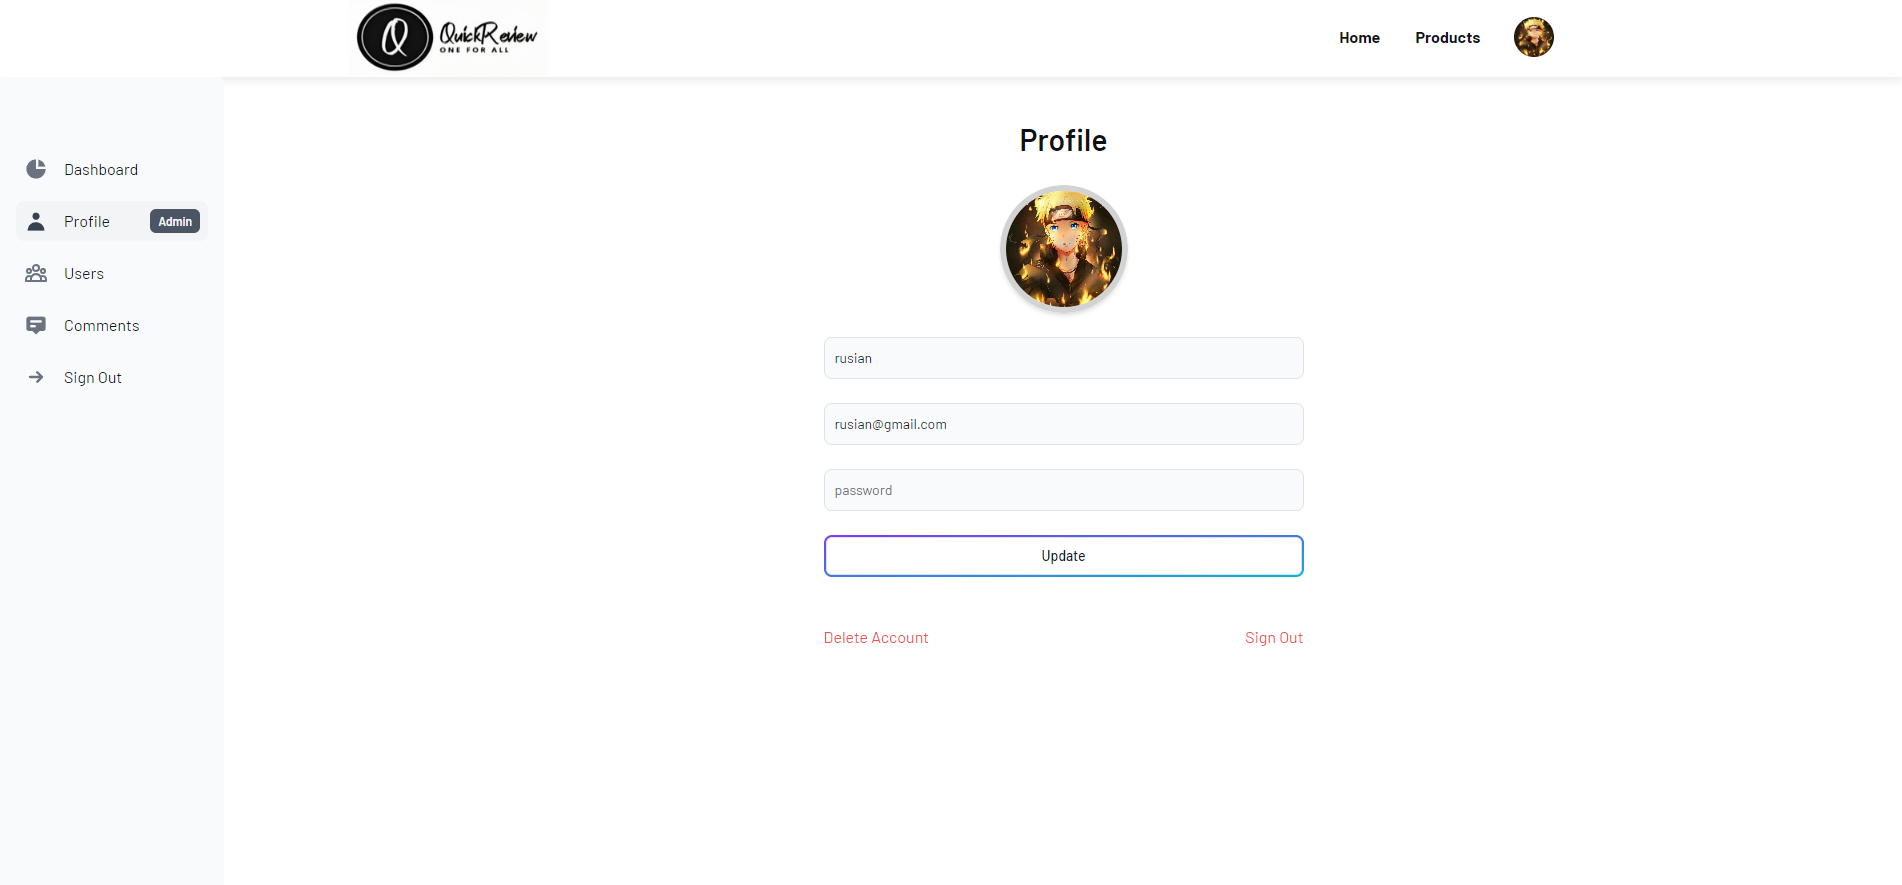 QuickReview
ONE FOR ALL
Home
Products
Dashboard
Profile
Admin
Users
Comments
Sign Out
Profile
rusian
rusian@gmail.com
password
Update
Delete Account
Sign Out